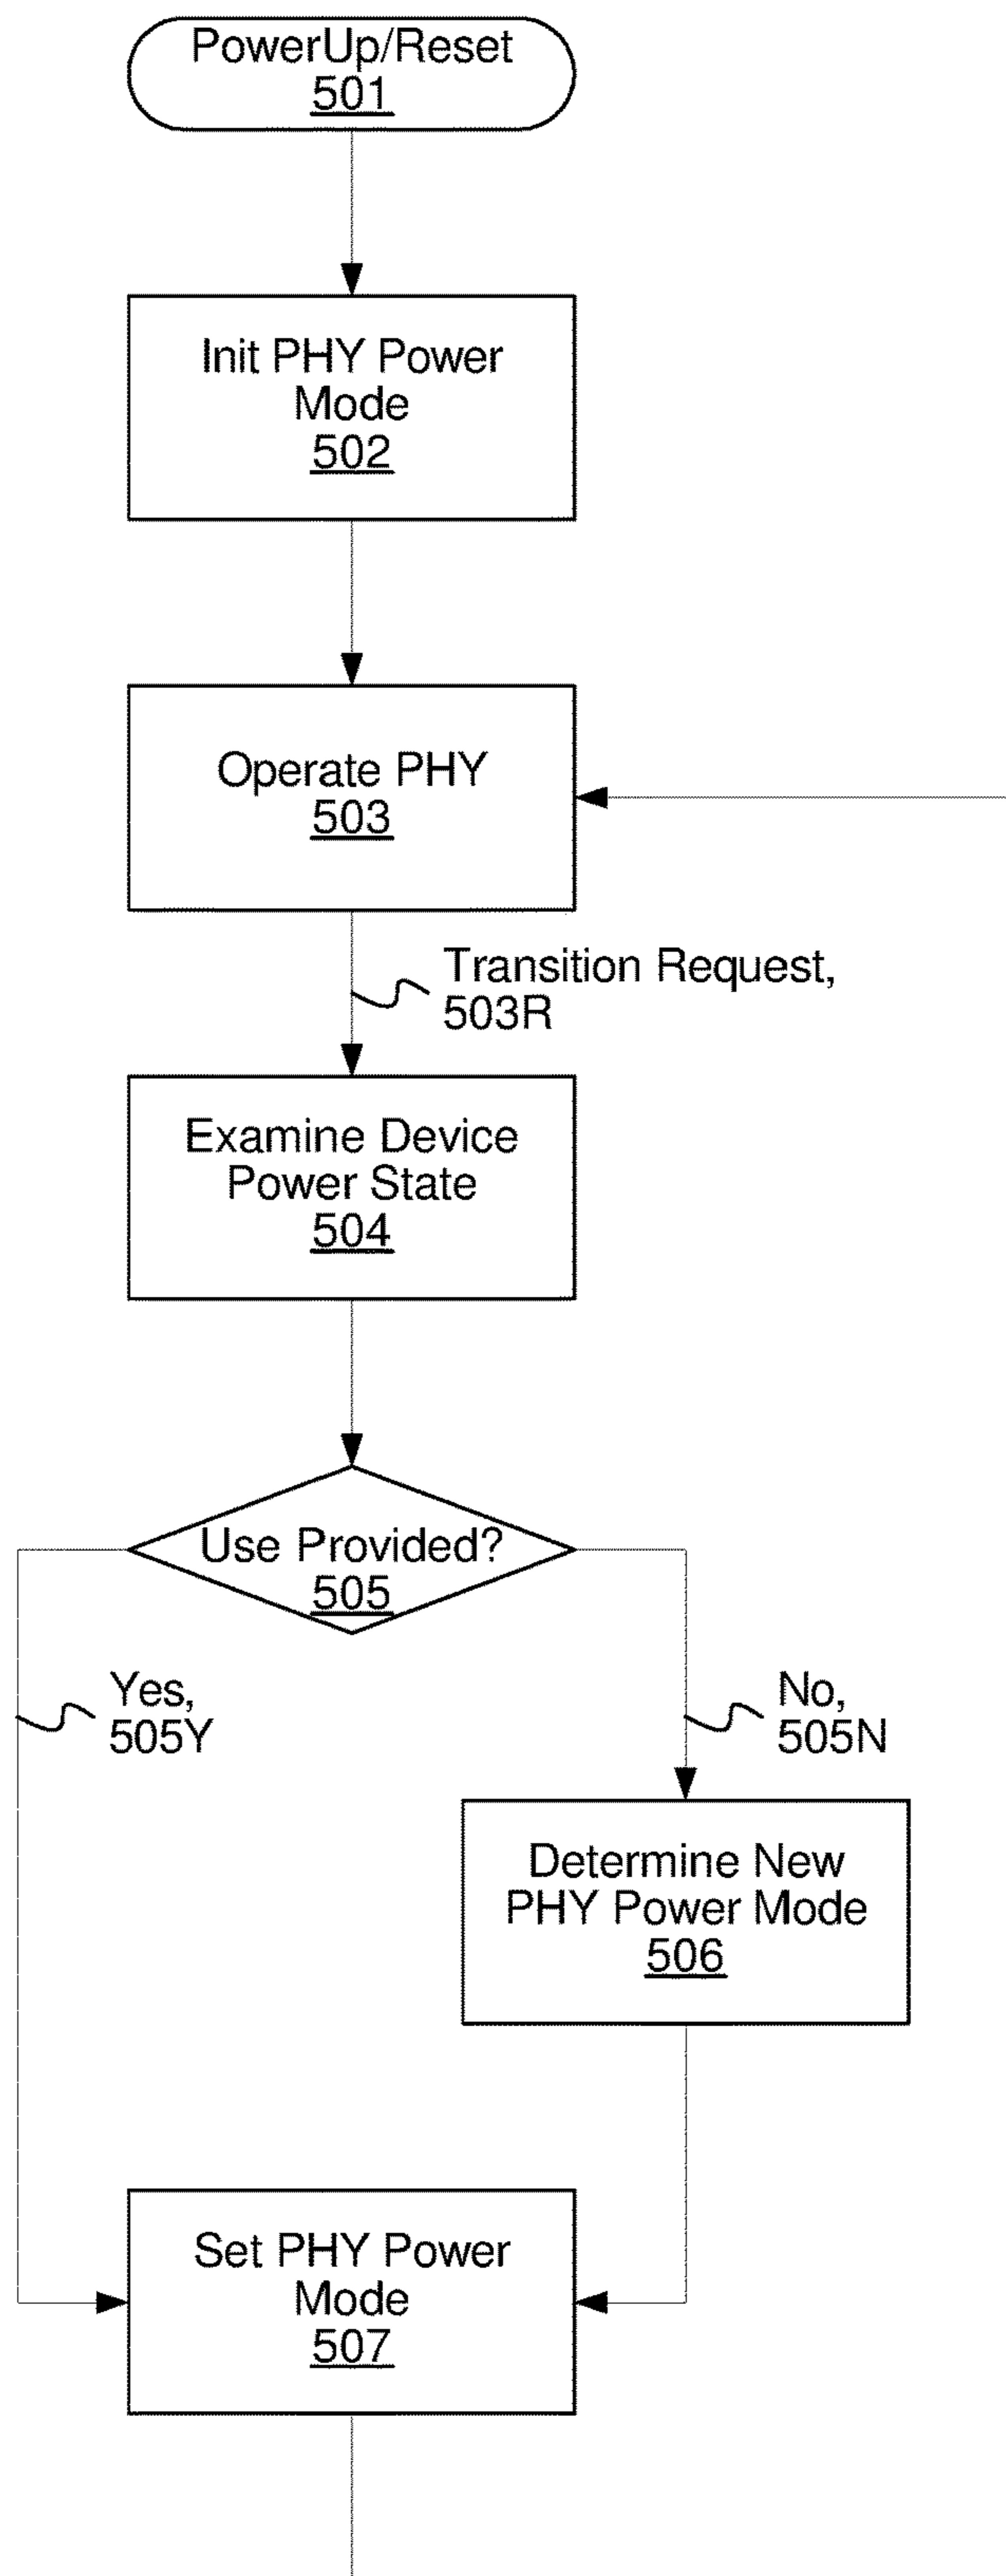 PowerUp/Reset
501
Init PHY Power
Mode
502
Operate PHY
503
Transition Request,
503R
Examine Device
Power State
504
Use Provided?
505
Yes,
505Y
No,
505N
Determine New
PHY Power Mode
506
Set PHY Power
Mode
507